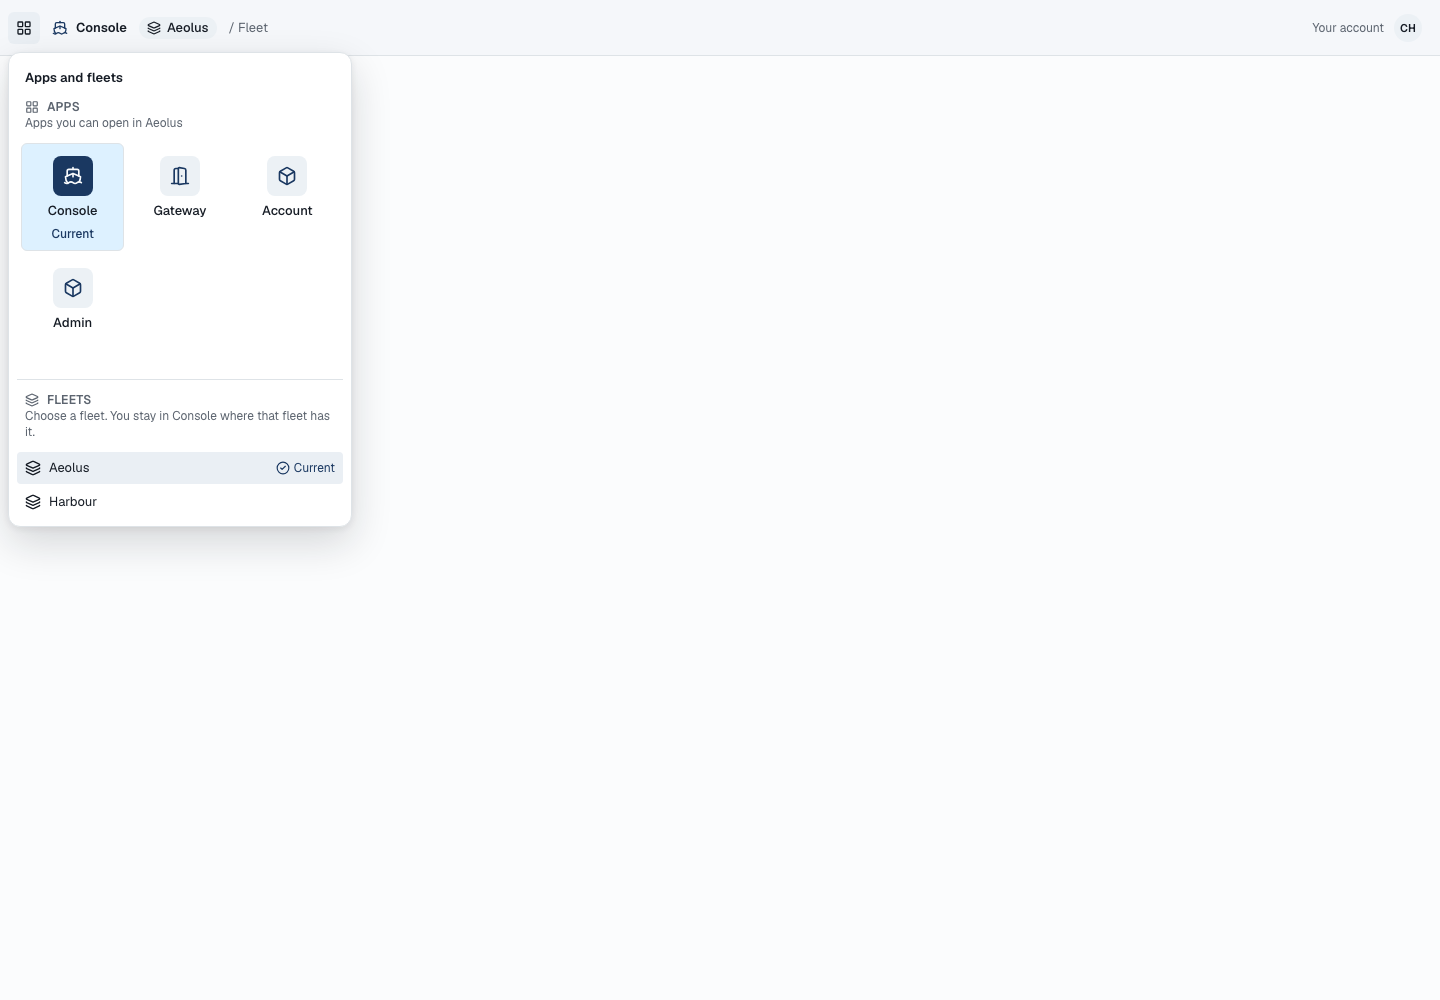 Console
Aeolus
/ Fleet
Your account
CH
Apps and fleets
APPS
Apps you can open in Aeolus
Console
Current
Gateway
Account
Admin
FLEETS
Choose a fleet. You stay in Console where that fleet has
it.
Aeolus
Current
Harbour